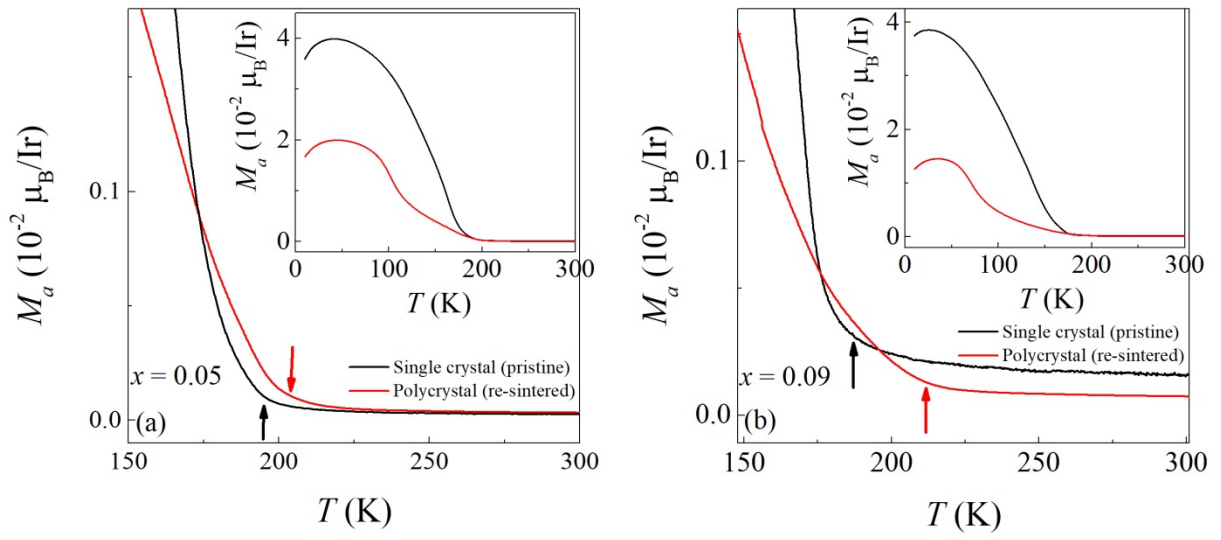 M_a (10^-2 μ_B/Ir)
0.1
0.0
150 200 250 300
T (K)
M_a (10^-2 μ_B/Ir)
4
2
0
0 100 200 300
T (K)
Single crystal (pristine)
Polycrystal (re-sintered)
x = 0.05
(a)
M_a (10^-2 μ_B/Ir)
0.1
0.0
150 200 250 300
T (K)
M_a (10^-2 μ_B/Ir)
4
2
0
0 100 200 300
T (K)
Single crystal (pristine)
Polycrystal (re-sintered)
x = 0.09
(b)